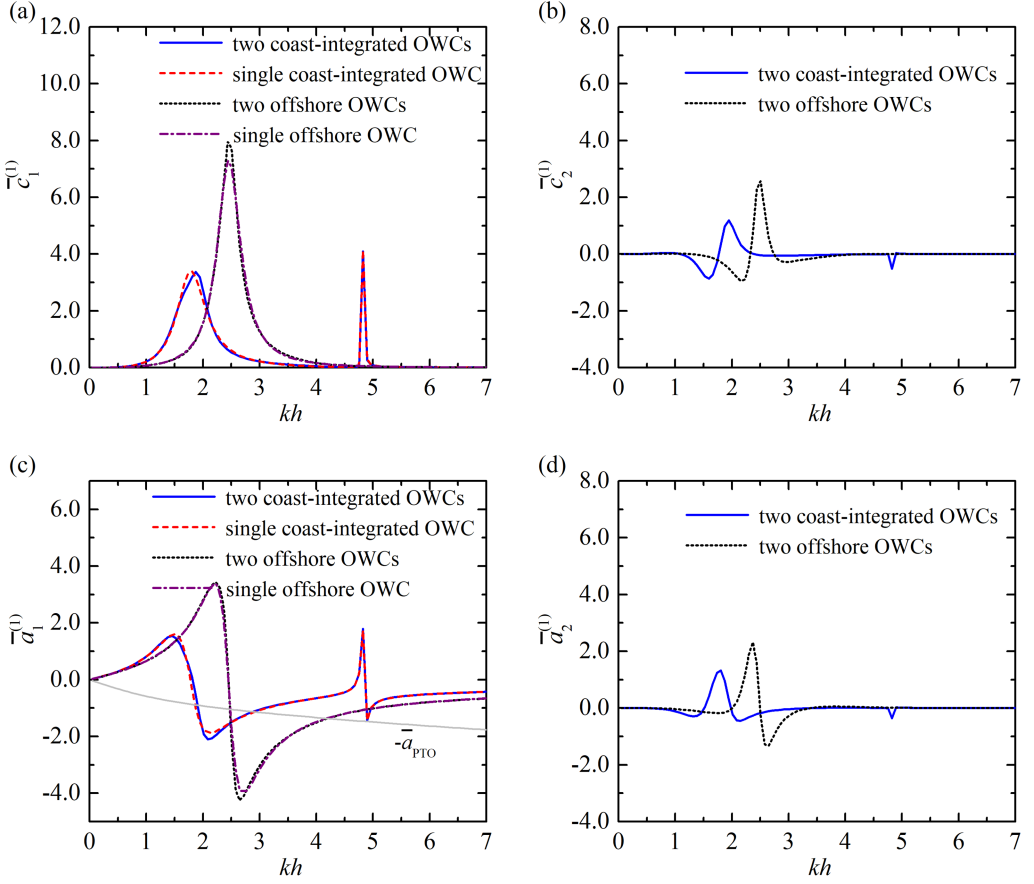 (a)
12.0
10.0
8.0
6.0
4.0
2.0
0.0
c̅₁⁽¹⁾
two coast-integrated OWCs
single coast-integrated OWC
two offshore OWCs
single offshore OWC
0 1 2 3 4 5 6 7
kh
(b)
8.0
6.0
4.0
2.0
0.0
-2.0
-4.0
c̅₂⁽¹⁾
two coast-integrated OWCs
two offshore OWCs
0 1 2 3 4 5 6 7
kh
(c)
6.0
4.0
2.0
0.0
-2.0
-4.0
a̅₁⁽¹⁾
two coast-integrated OWCs
single coast-integrated OWC
two offshore OWCs
single offshore OWC
-a̅PTO
0 1 2 3 4 5 6 7
kh
(d)
8.0
6.0
4.0
2.0
0.0
-2.0
-4.0
a̅₂⁽¹⁾
two coast-integrated OWCs
two offshore OWCs
0 1 2 3 4 5 6 7
kh